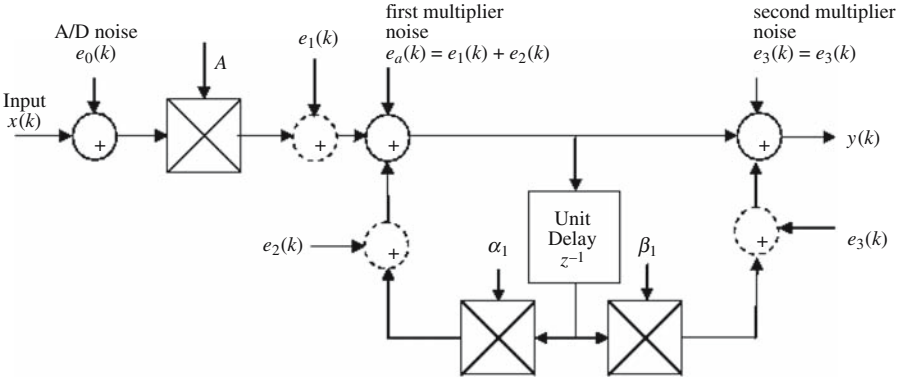 A/D noise
e₀(k)
A
e₁(k)
first multiplier
noise
eₐ(k) = e₁(k) + e₂(k)
second multiplier
noise
e₃(k) = e₃(k)
Input
x(k)
+
+
+
+
y(k)
e₂(k)
+
α₁
Unit
Delay
z⁻¹
β₁
+
e₃(k)